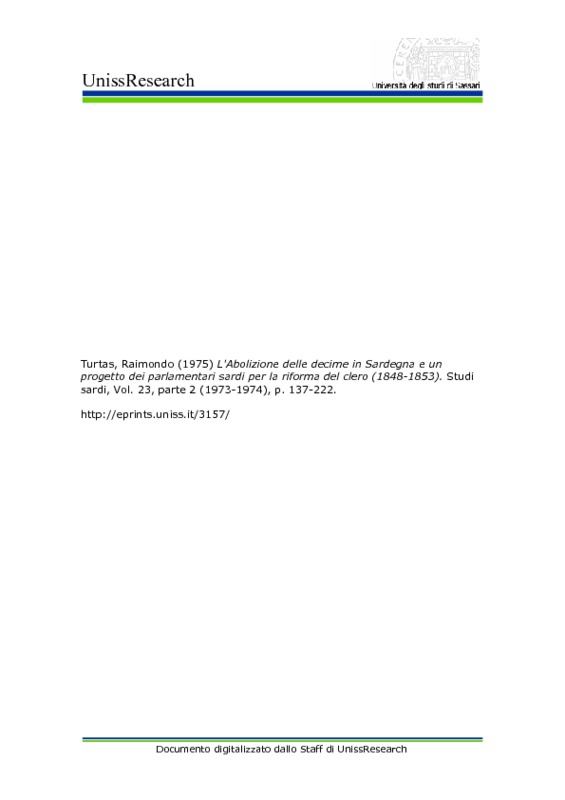 UnissResearch
Università degli studi di Sassari
Turtas, Raimondo (1975) L'Abolizione delle decime in Sardegna e un
progetto dei parlamentari sardi per la riforma del clero (1848-1853). Studi
sardi, Vol. 23, parte 2 (1973-1974), p. 137-222.
http://eprints.uniss.it/3157/
Documento digitalizzato dallo Staff di UnissResearch